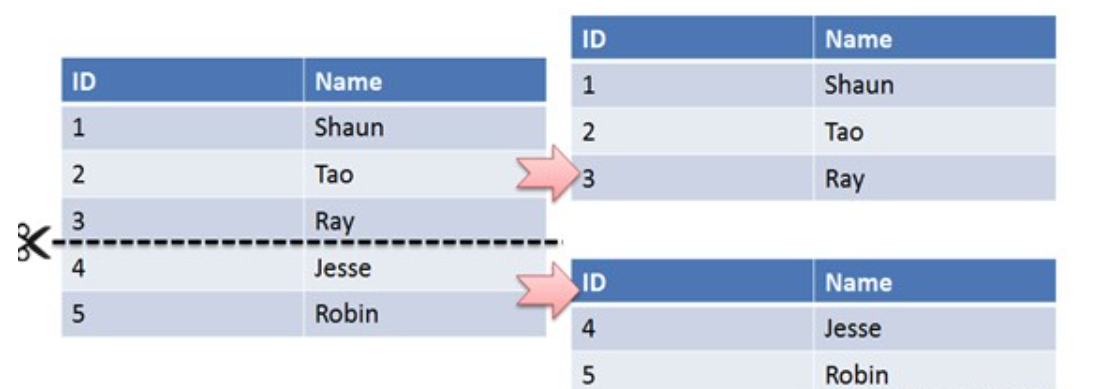 ID Name
1 Shaun
2 Tao
3 Ray
4 Jesse
5 Robin
ID Name
1 Shaun
2 Tao
3 Ray
ID Name
4 Jesse
5 Robin